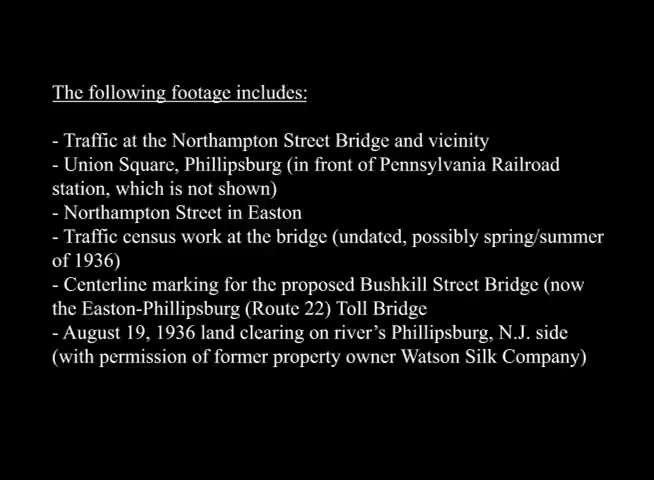 The following footage includes:
- Traffic at the Northampton Street Bridge and vicinity
- Union Square, Phillipsburg (in front of Pennsylvania Railroad
station, which is not shown)
- Northampton Street in Easton
- Traffic census work at the bridge (undated, possibly spring/summer
of 1936)
- Centerline marking for the proposed Bushkill Street Bridge (now
the Easton-Phillipsburg (Route 22) Toll Bridge
- August 19, 1936 land clearing on river’s Phillipsburg, N.J. side
(with permission of former property owner Watson Silk Company)